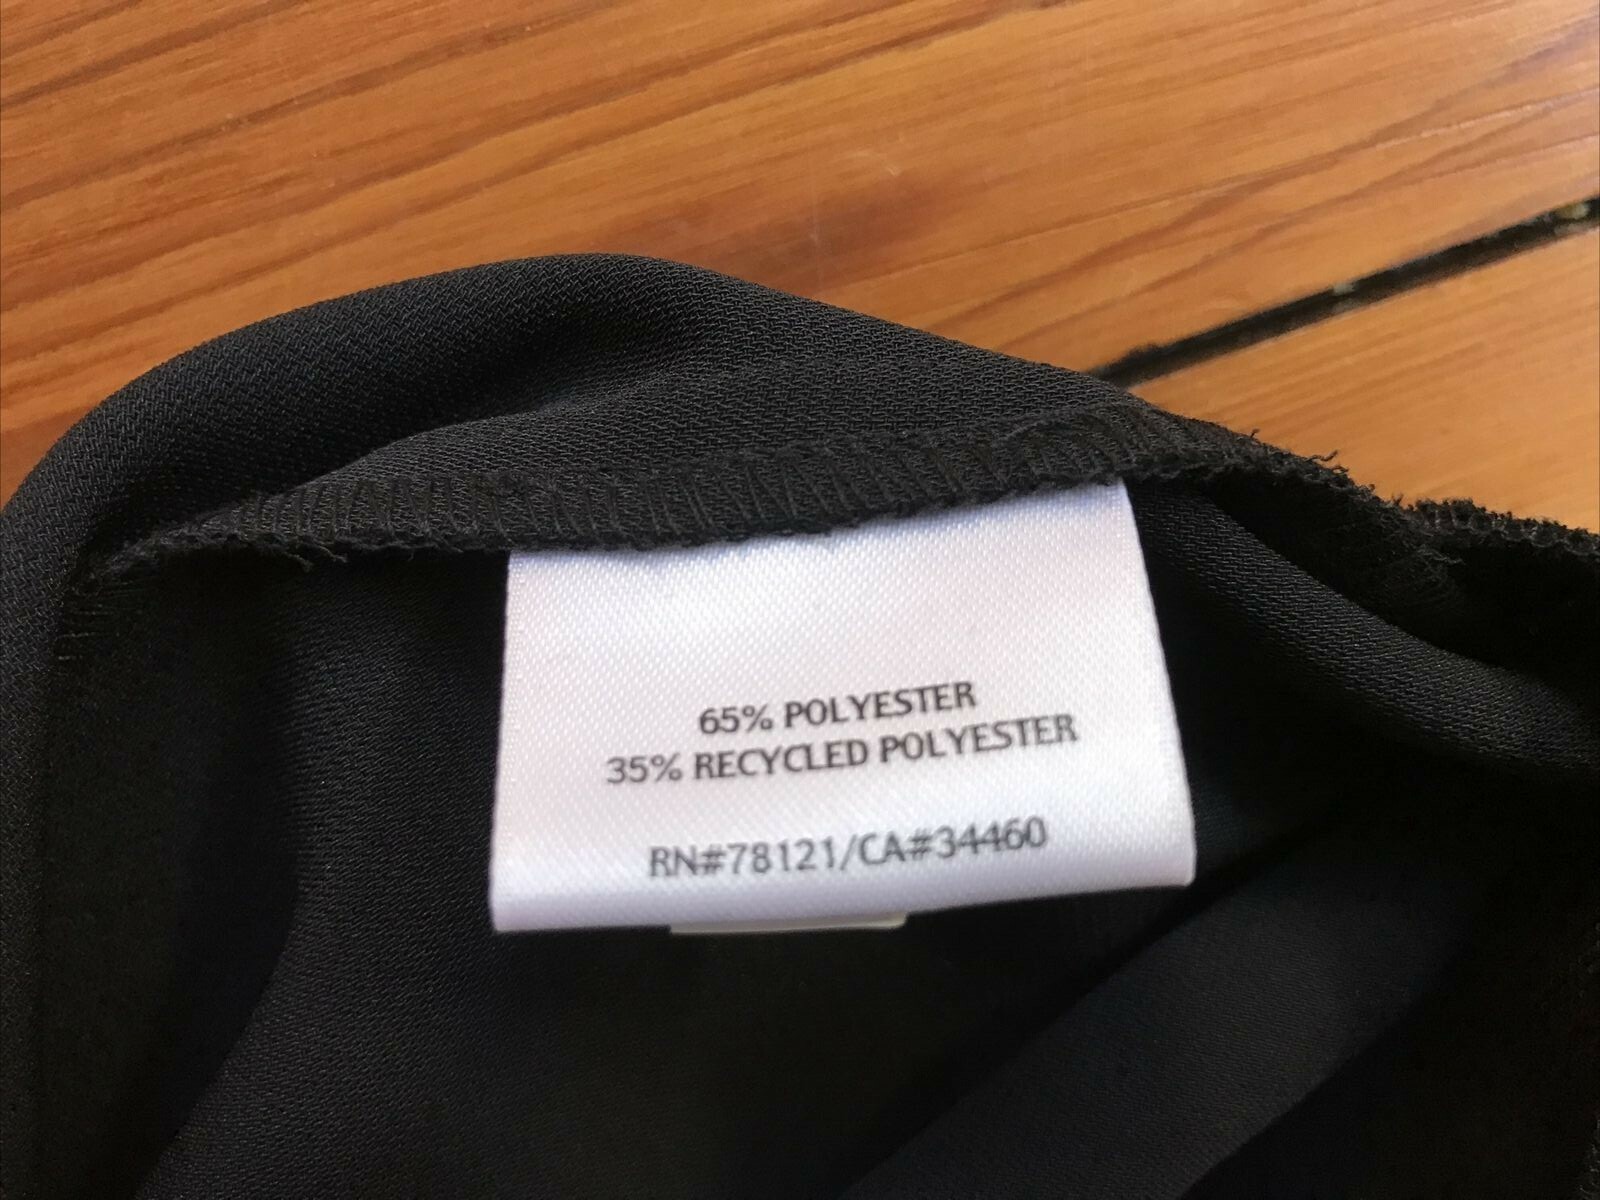 65% POLYESTER
35% RECYCLED POLYESTER
RN#78121/CA#34460